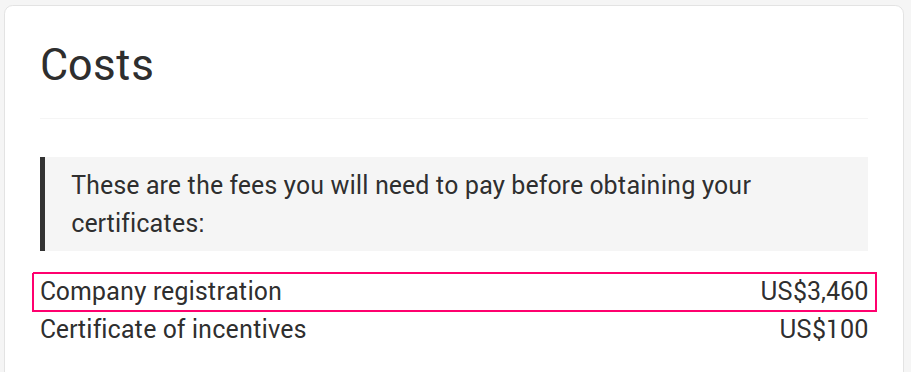 Costs
These are the fees you will need to pay before obtaining your
certificates:
Company registration US$3,460
Certificate of incentives US$100